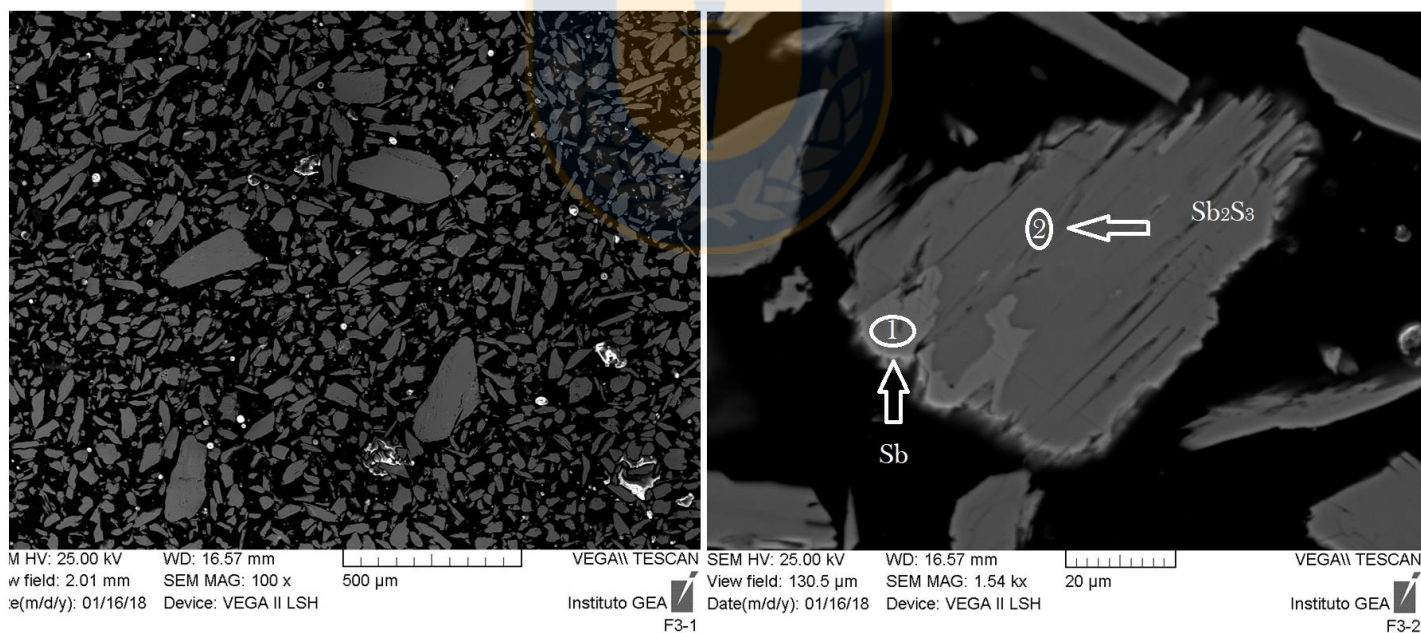 Sb₂S₃
2
1
Sb
M HV: 25.00 kV WD: 16.57 mm VEGA\\ TESCAN
w field: 2.01 mm SEM MAG: 100 x 500 µm
te(m/d/y): 01/16/18 Device: VEGA II LSH Instituto GEA
F3-1
SEM HV: 25.00 kV WD: 16.57 mm VEGA\\ TESCAN
View field: 130.5 µm SEM MAG: 1.54 kx 20 µm
Date(m/d/y): 01/16/18 Device: VEGA II LSH Instituto GEA
F3-2